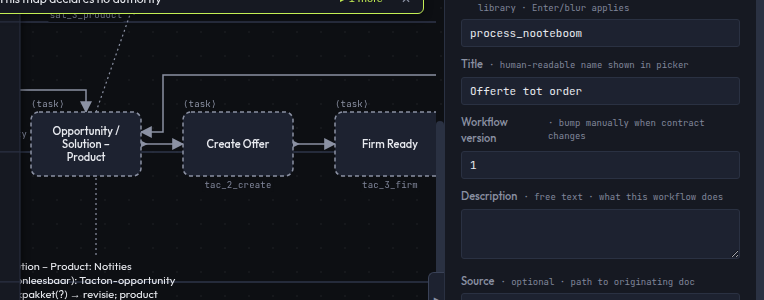 This map declares no authority
1 more
sal_3_product
(task)
Opportunity /
Solution –
Product
(task)
Create Offer
tac_2_create
(task)
Firm Ready
tac_3_firm
tion – Product: Notities
onleesbaar): Tacton-opportunity
pakket(?) → revisie; product
library · Enter/blur applies
process_nooteboom
Title · human-readable name shown in picker
Offerte tot order
Workflow version · bump manually when contract changes
1
Description · free text · what this workflow does
Source · optional · path to originating doc